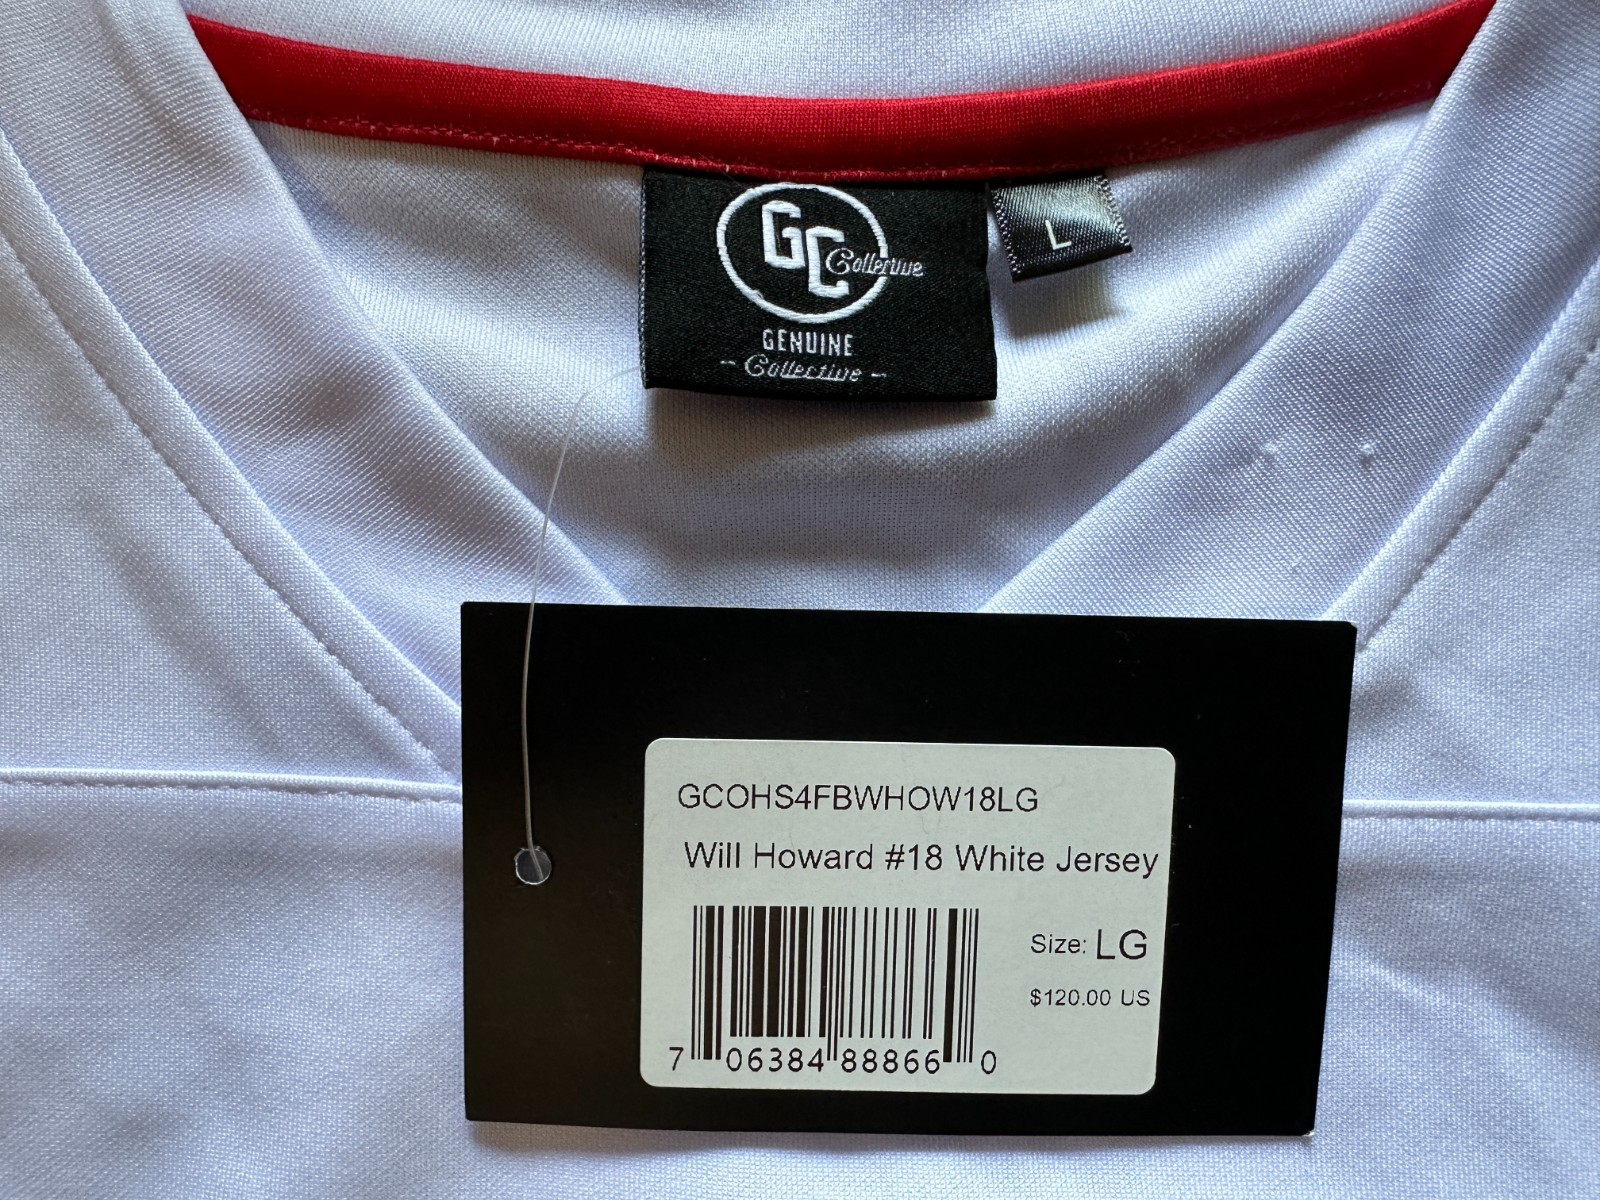 GC Collective
GENUINE
- Collective -
L
GCOHS4FBWHOW18LG
Will Howard #18 White Jersey
Size: LG
$120.00 US
7 06384 88866 0